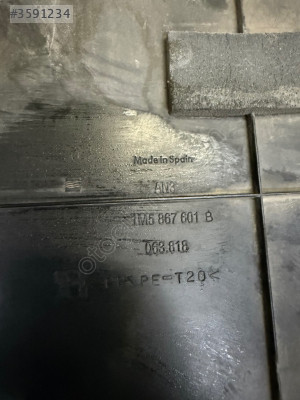 #3591234
Made in Spain
1M5 867 601 B
063.818
PE-T20<